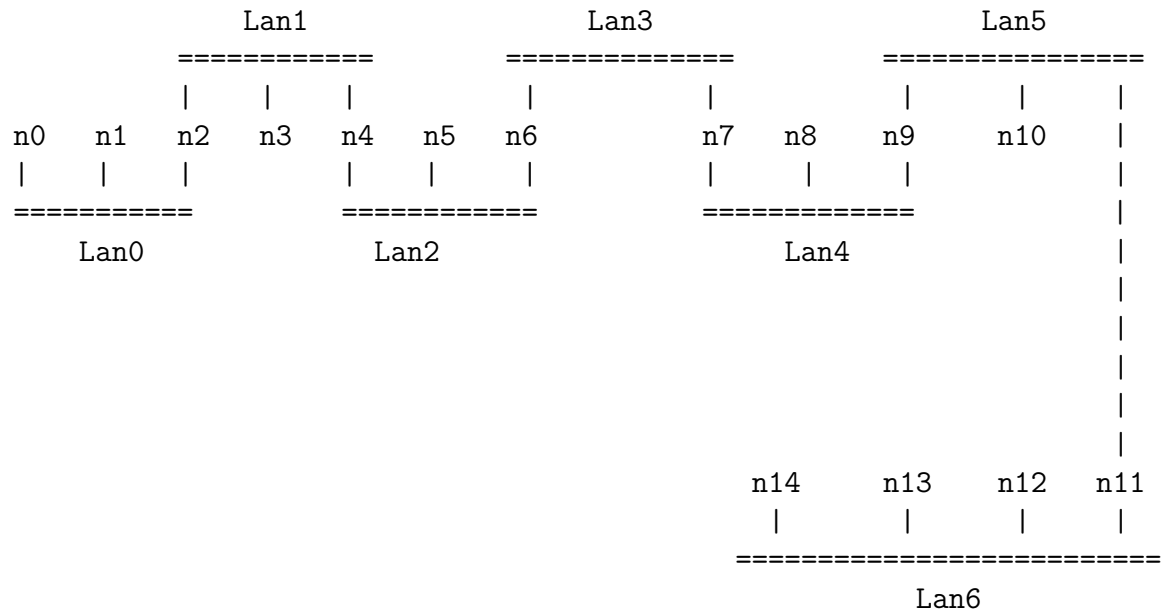 Lan1 Lan3 Lan5
============ ============== ================
| | | | | | | |
n0 n1 n2 n3 n4 n5 n6 n7 n8 n9 n10 |
| | | | | | | | | |
=========== ============ ============= |
Lan0 Lan2 Lan4 |
|
|
|
|
|
n14 n13 n12 n11
| | | |
==========================
Lan6